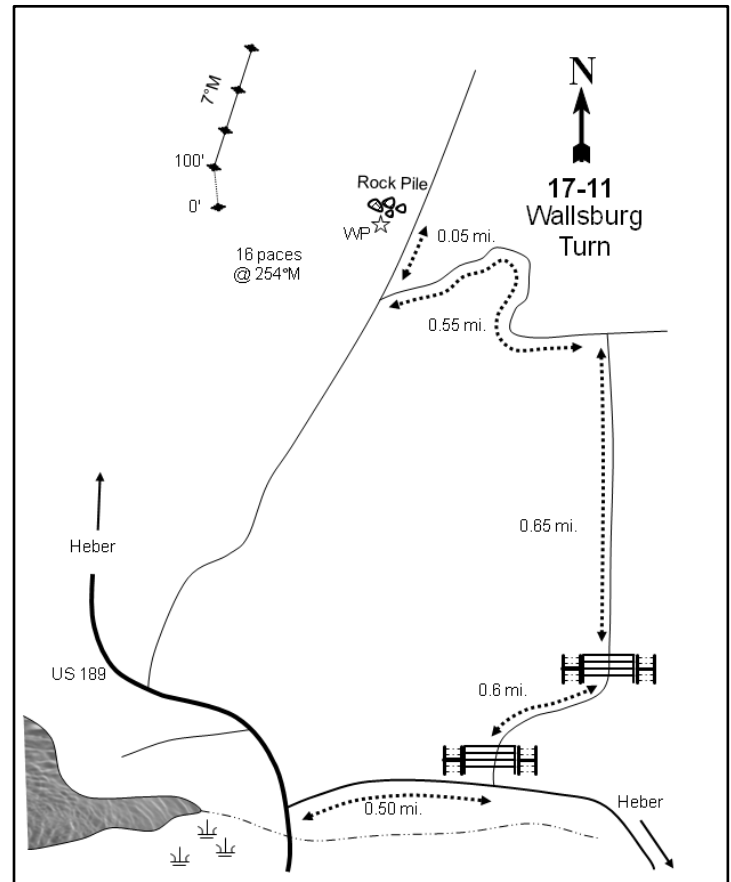 N
7°M
100'
0'
Rock Pile
WP
16 paces
@ 254°M
17-11
Wallsburg
Turn
0.05 mi.
0.55 mi.
0.65 mi.
Heber
US 189
0.6 mi.
0.50 mi.
Heber